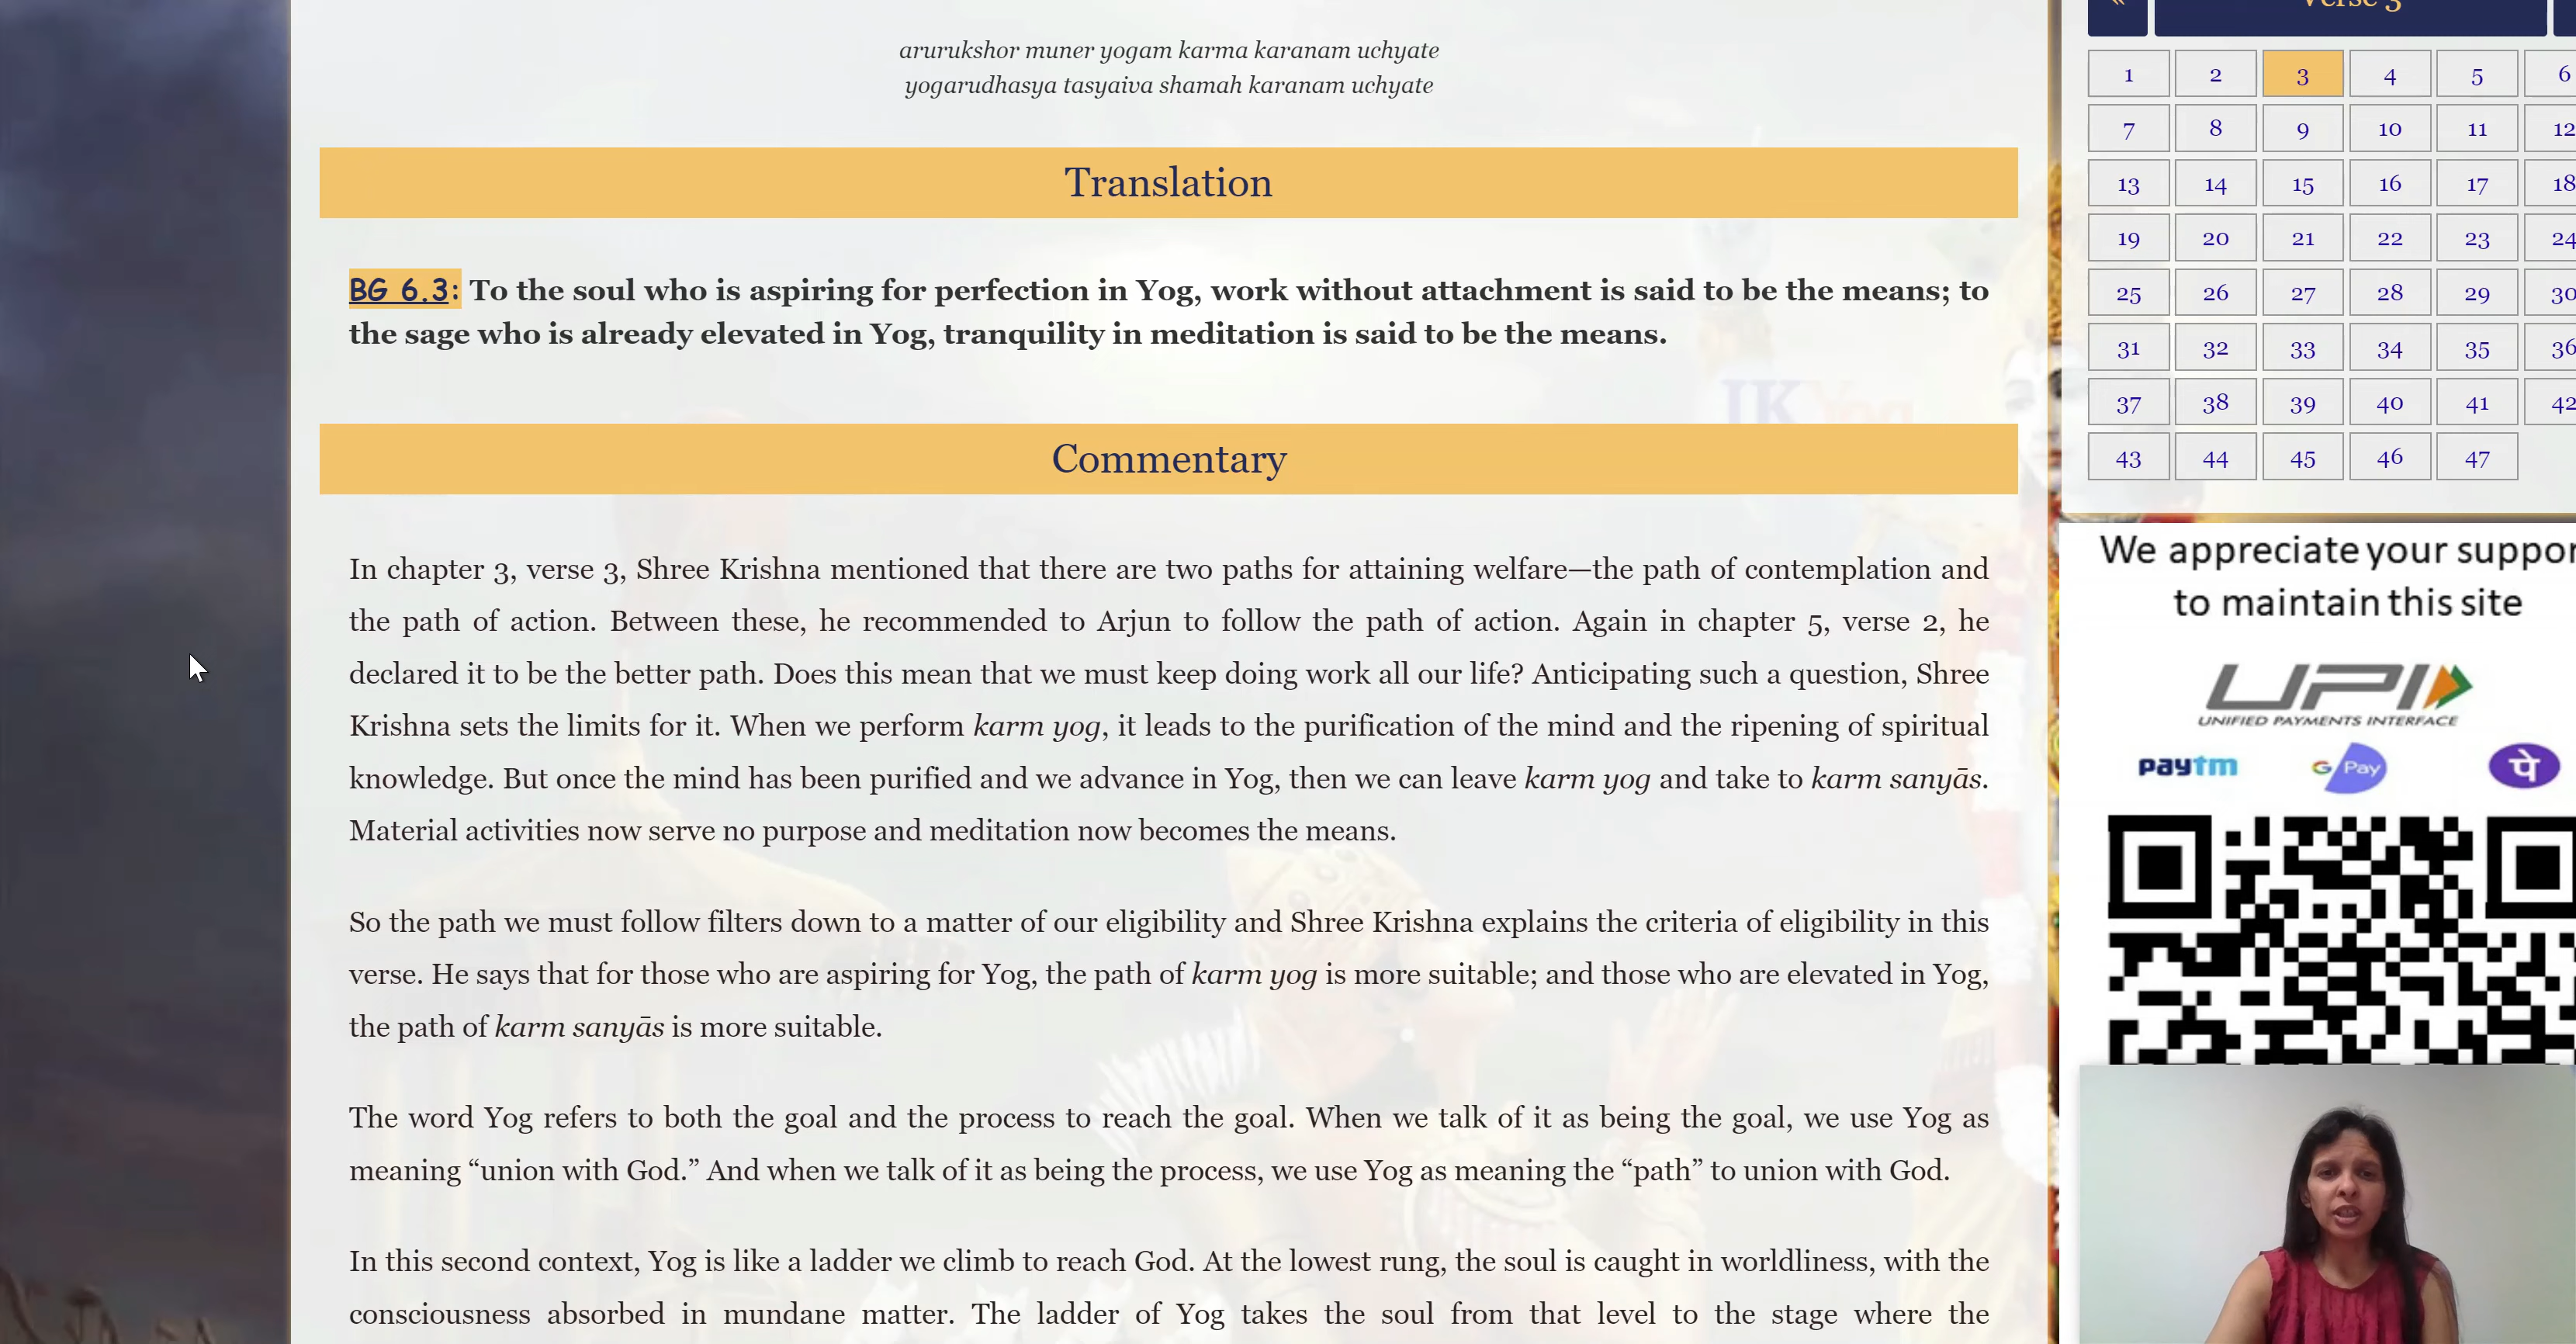 arurukshor muner yogam karma karanam uchyate
yogarudhasya tasyaiva shamah karanam uchyate
Translation
BG 6.3: To the soul who is aspiring for perfection in Yog, work without attachment is said to be the means; to
the sage who is already elevated in Yog, tranquility in meditation is said to be the means.
Commentary
In chapter 3, verse 3, Shree Krishna mentioned that there are two paths for attaining welfare—the path of contemplation and
the path of action. Between these, he recommended to Arjun to follow the path of action. Again in chapter 5, verse 2, he
declared it to be the better path. Does this mean that we must keep doing work all our life? Anticipating such a question, Shree
Krishna sets the limits for it. When we perform karm yog, it leads to the purification of the mind and the ripening of spiritual
knowledge. But once the mind has been purified and we advance in Yog, then we can leave karm yog and take to karm sanyās.
Material activities now serve no purpose and meditation now becomes the means.
So the path we must follow filters down to a matter of our eligibility and Shree Krishna explains the criteria of eligibility in this
verse. He says that for those who are aspiring for Yog, the path of karm yog is more suitable; and those who are elevated in Yog,
the path of karm sanyās is more suitable.
The word Yog refers to both the goal and the process to reach the goal. When we talk of it as being the goal, we use Yog as
meaning “union with God.” And when we talk of it as being the process, we use Yog as meaning the “path” to union with God.
In this second context, Yog is like a ladder we climb to reach God. At the lowest rung, the soul is caught in worldliness, with the
consciousness absorbed in mundane matter. The ladder of Yog takes the soul from that level to the stage where the
« Verse 3
1 2 3 4 5 6
7 8 9 10 11 12
13 14 15 16 17 18
19 20 21 22 23 24
25 26 27 28 29 30
31 32 33 34 35 36
37 38 39 40 41 42
43 44 45 46 47
We appreciate your suppor
to maintain this site
UPI
UNIFIED PAYMENTS INTERFACE
paytm G Pay पे
JKYog